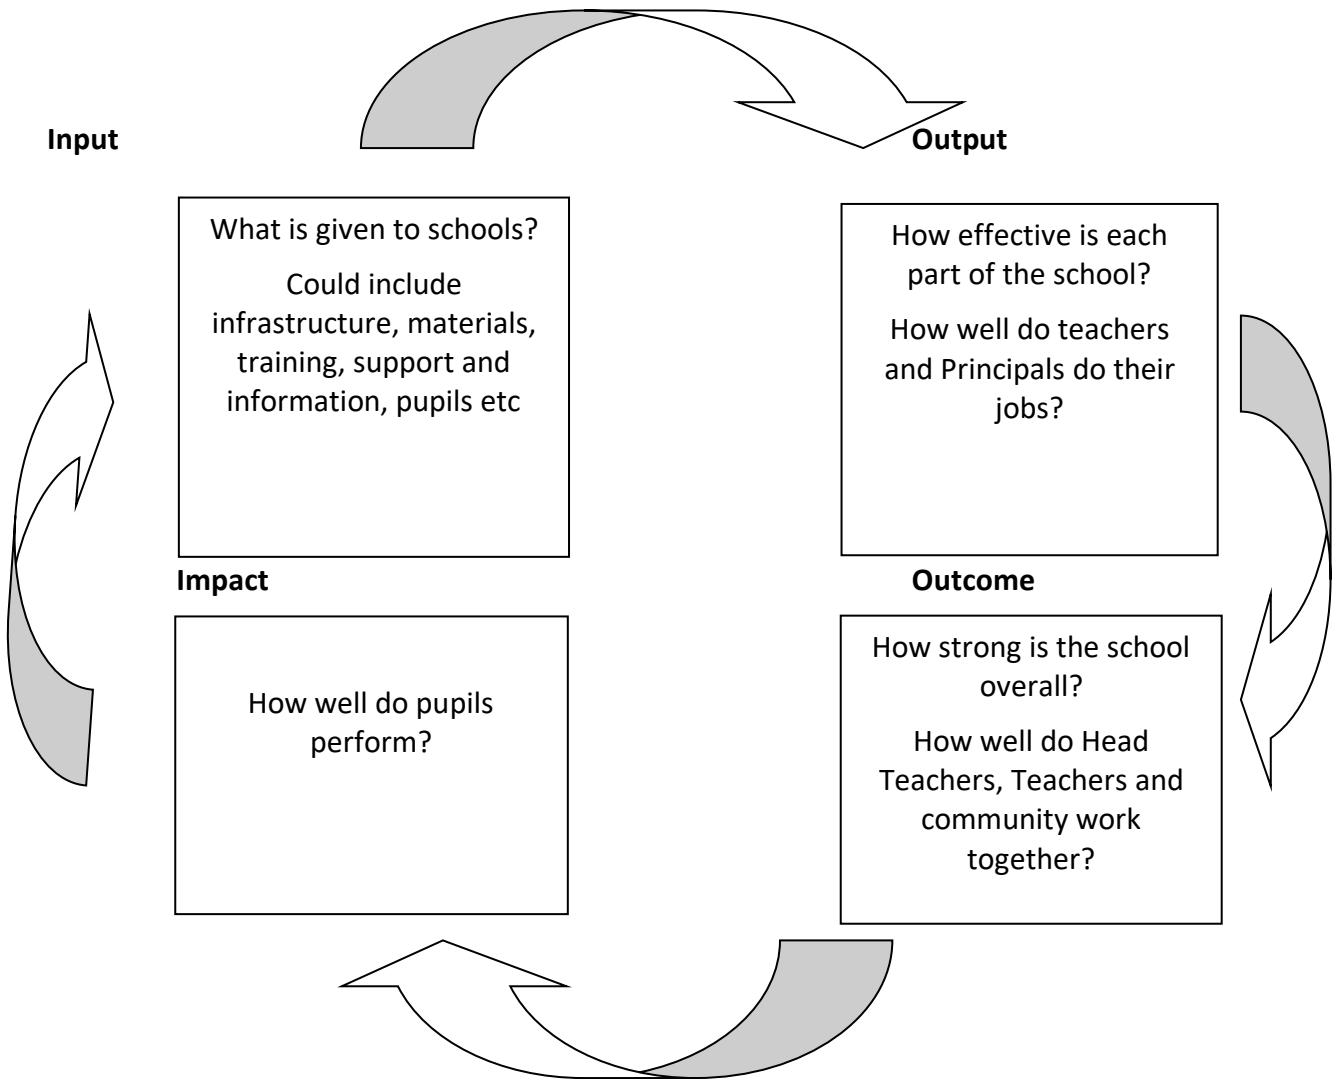 Input
What is given to schools?
Could include
infrastructure, materials,
training, support and
information, pupils etc
Output
How effective is each
part of the school?
How well do teachers
and Principals do their
jobs?
Outcome
How strong is the school
overall?
How well do Head
Teachers, Teachers and
community work
together?
Impact
How well do pupils
perform?